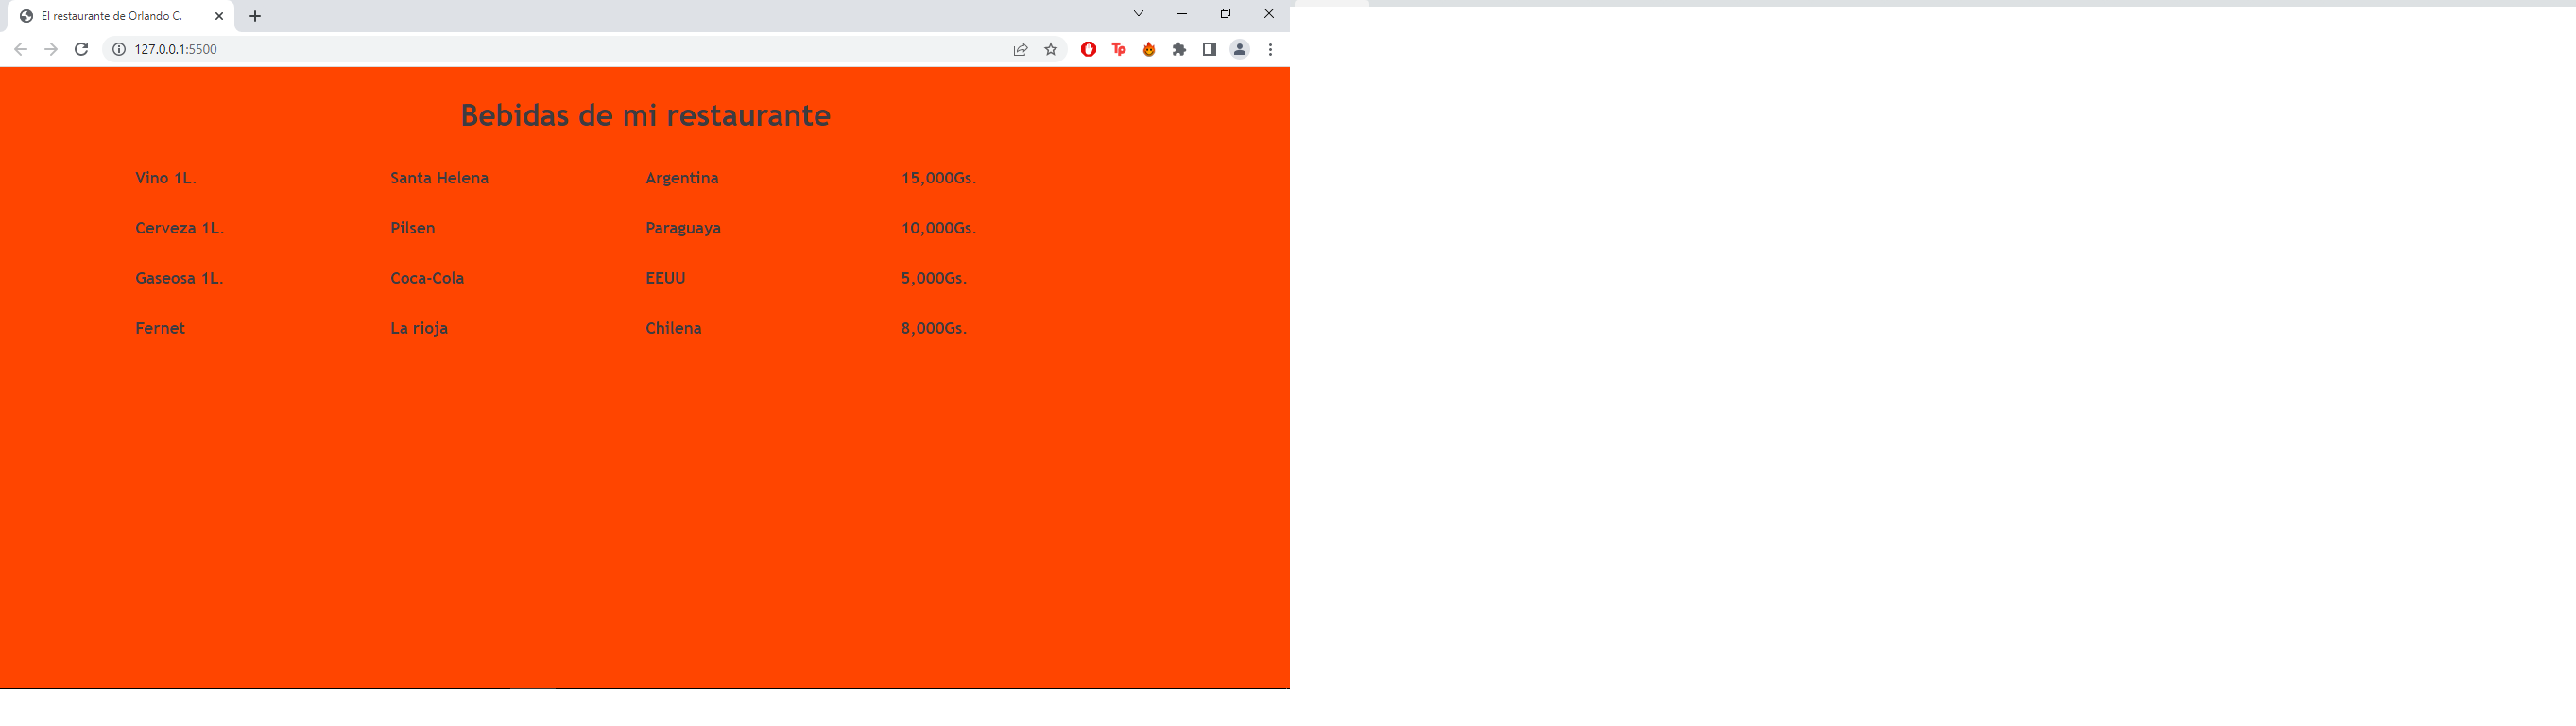 El restaurante de Orlando C.
127.0.0.1:5500
Tp
Bebidas de mi restaurante
Vino 1L. Santa Helena Argentina 15,000Gs.
Cerveza 1L. Pilsen Paraguaya 10,000Gs.
Gaseosa 1L. Coca-Cola EEUU 5,000Gs.
Fernet La rioja Chilena 8,000Gs.